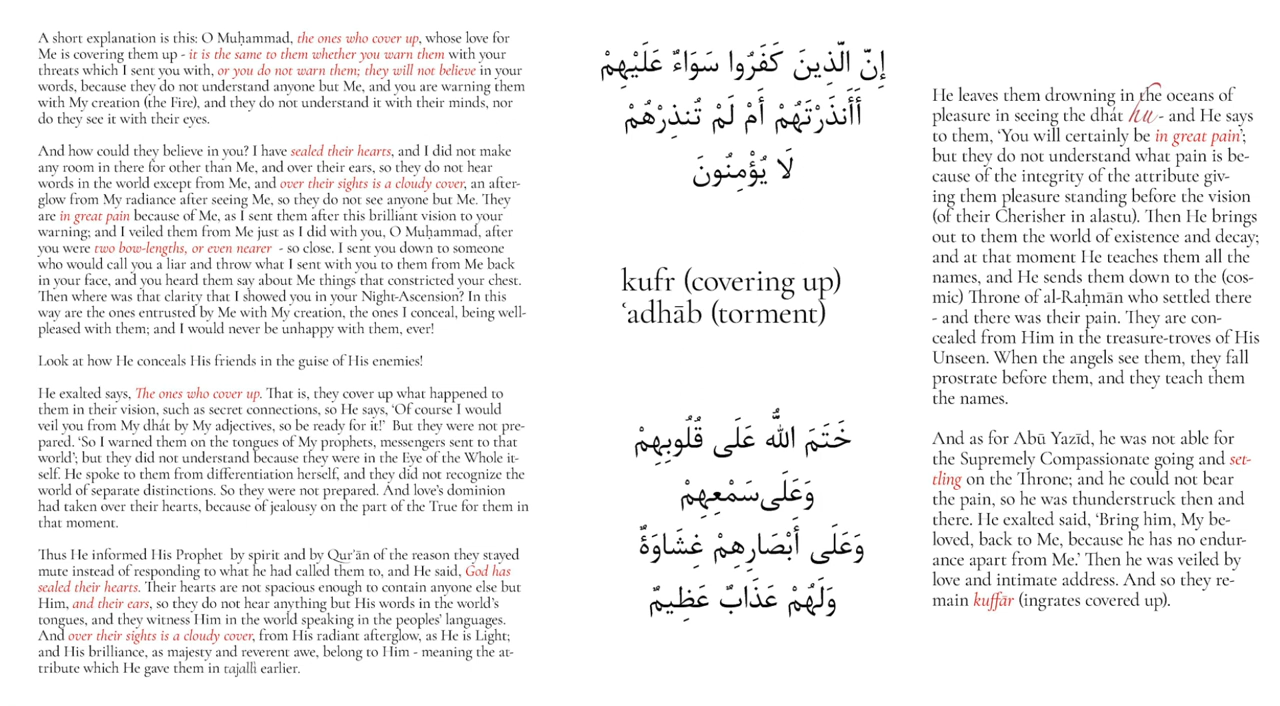 A short explanation is this: O Muḥammad, the ones who cover up, whose love for
Me is covering them up - it is the same to them whether you warn them with your
threats which I sent you with, or you do not warn them; they will not believe in your
words, because they do not understand anyone but Me, and you are warning them
with My creation (the Fire), and they do not understand it with their minds, nor
do they see it with their eyes.

And how could they believe in you? I have sealed their hearts, and I did not make
any room in there for other than Me, and over their ears, so they do not hear
words in the world except from Me, and over their sights is a cloudy cover, an after-
glow from My radiance after seeing Me, so they do not see anyone but Me. They
are in great pain because of Me, as I sent them after this brilliant vision to your
warning; and I veiled them from Me just as I did with you, O Muḥammad, after
you were two bow-lengths, or even nearer - so close. I sent you down to someone
who would call you a liar and throw what I sent with you to them from Me back
in your face, and you heard them say about Me things that constricted your chest.
Then where was that clarity that I showed you in your Night-Ascension? In this
way are the ones entrusted by Me with My creation, the ones I conceal, being well-
pleased with them; and I would never be unhappy with them, ever!

Look at how He conceals His friends in the guise of His enemies!

He exalted says, The ones who cover up. That is, they cover up what happened to
them in their vision, such as secret connections, so He says, ‘Of course I would
veil you from My dhāt by My adjectives, so be ready for it!’ But they were not pre-
pared. ‘So I warned them on the tongues of My prophets, messengers sent to that
world’; but they did not understand because they were in the Eye of the Whole it-
self. He spoke to them from differentiation herself, and they did not recognize the
world of separate distinctions. So they were not prepared. And love’s dominion
had taken over their hearts, because of jealousy on the part of the True for them in
that moment.

Thus He informed His Prophet by spirit and by Qur’ān of the reason they stayed
mute instead of responding to what he had called them to, and He said, God has
sealed their hearts. Their hearts are not spacious enough to contain anyone else but
Him, and their ears, so they do not hear anything but His words in the world’s
tongues, and they witness Him in the world speaking in the peoples’ languages.
And over their sights is a cloudy cover, from His radiant afterglow, as He is Light;
and His brilliance, as majesty and reverent awe, belong to Him - meaning the at-
tribute which He gave them in tajallī earlier.

إِنّ الّذِينَ كَفَرُوا سَوَاءٌ عَلَيْهِمْ
أَأَنذَرْتَهُمْ أَمْ لَمْ تُنذِرْهُمْ
لَا يُؤْمِنُونَ

kufr (covering up)
ʿadhāb (torment)

خَتَمَ اللّٰه عَلَى قُلُوبِهِمْ
وَعَلَى سَمْعِهِمْ
وَعَلَى أَبْصَارِهِمْ غِشَاوَةٌ
وَلَهُمْ عَذَابٌ عَظِيمٌ

He leaves them drowning in the oceans of
pleasure in seeing the dhāt hu - and He says
to them, ‘You will certainly be in great pain’;
but they do not understand what pain is be-
cause of the integrity of the attribute giv-
ing them pleasure standing before the vision
(of their Cherisher in alastu). Then He brings
out to them the world of existence and decay;
and at that moment He teaches them all the
names, and He sends them down to the (cos-
mic) Throne of al-Raḥmān who settled there
- and there was their pain. They are con-
cealed from Him in the treasure-troves of His
Unseen. When the angels see them, they fall
prostrate before them, and they teach them
the names.

And as for Abū Yazīd, he was not able for
the Supremely Compassionate going and set-
tling on the Throne; and he could not bear
the pain, so he was thunderstruck then and
there. He exalted said, ‘Bring him, My be-
loved, back to Me, because he has no endur-
ance apart from Me.’ Then he was veiled by
love and intimate address. And so they re-
main kuffār (ingrates covered up).